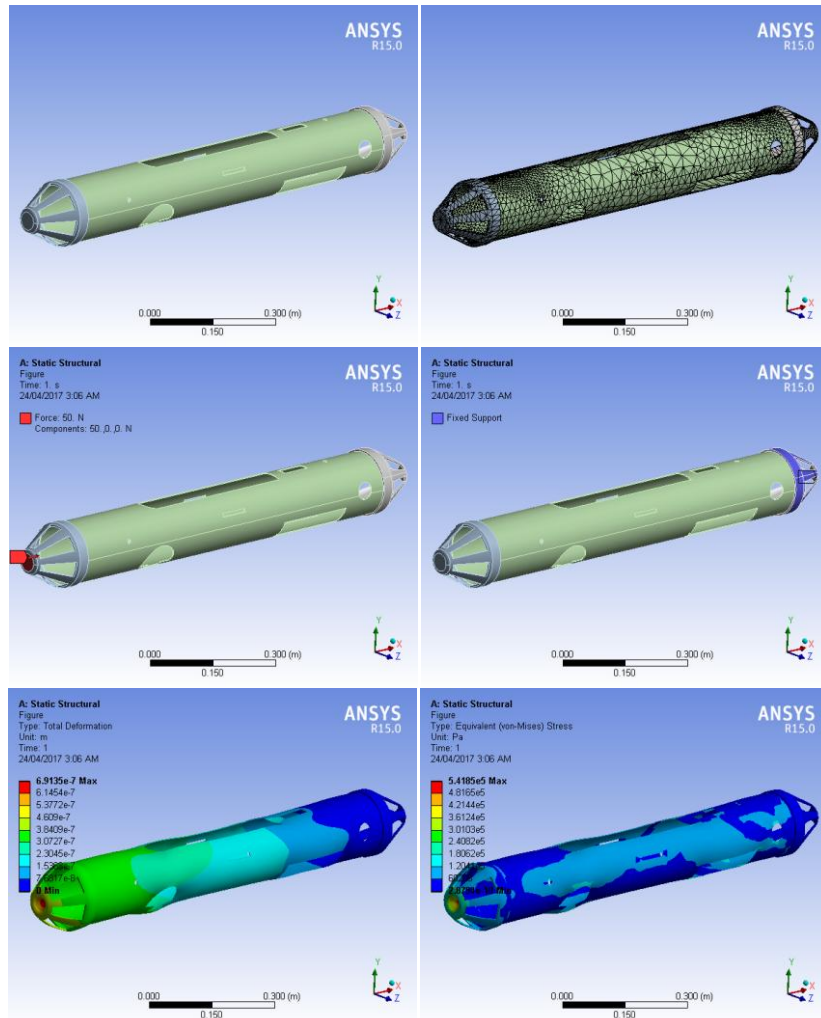 ANSYS
R15.0
Y
X
Z
0.000
0.300 (m)
0.150
ANSYS
R15.0
Y
X
Z
0.000
0.300 (m)
0.150
A: Static Structural
Figure
Time: 1. s
24/04/2017 3:06 AM
Force: 50. N
Components: 50.,0.,0. N
ANSYS
R15.0
Y
X
Z
0.000
0.300 (m)
0.150
A: Static Structural
Figure
Time: 1. s
24/04/2017 3:06 AM
Fixed Support
ANSYS
R15.0
Y
X
Z
0.000
0.300 (m)
0.150
A: Static Structural
Figure
Type: Total Deformation
Unit: m
Time: 1
24/04/2017 3:06 AM
ANSYS
R15.0
6.9135e-7 Max
6.1454e-7
5.3772e-7
4.609e-7
3.8409e-7
3.0727e-7
2.3045e-7
0 Min
Y
X
Z
0.000
0.300 (m)
0.150
A: Static Structural
Figure
Type: Equivalent (von-Mises) Stress
Unit: Pa
Time: 1
24/04/2017 3:06 AM
ANSYS
R15.0
5.4185e5 Max
4.8165e5
4.2144e5
3.6124e5
3.0103e5
2.4082e5
1.8062e5
Y
X
Z
0.000
0.300 (m)
0.150